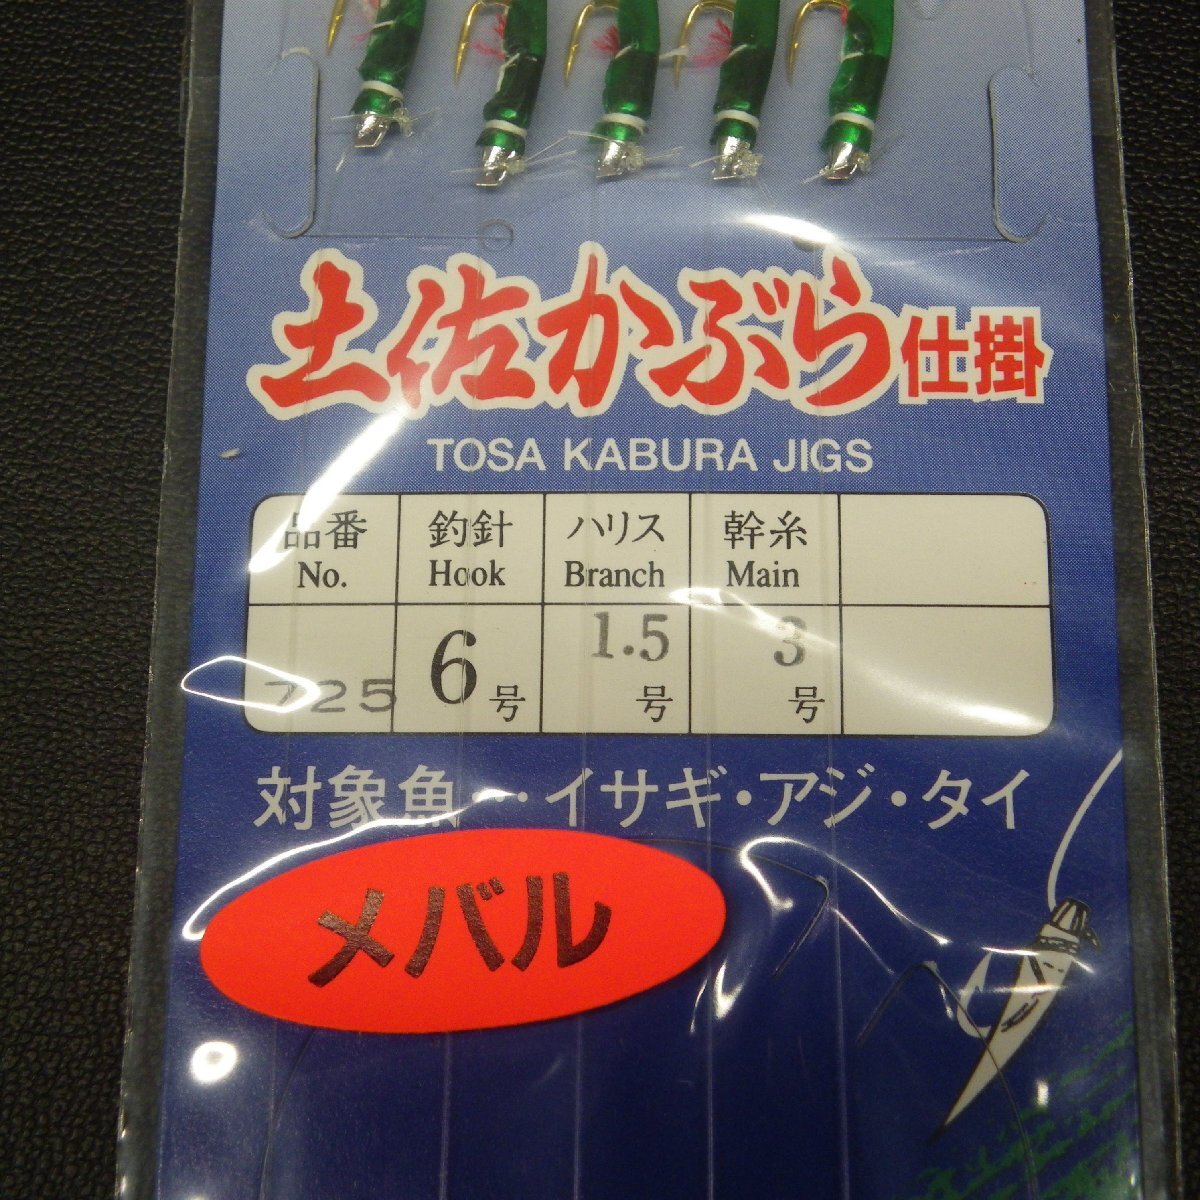 土佐かぶら仕掛
TOSA KABURA JIGS
品番 釣針 ハリス 幹糸
No. Hook Branch Main
725 6号 1.5号 3号
対象魚…イサギ・アジ・タイ
メバル